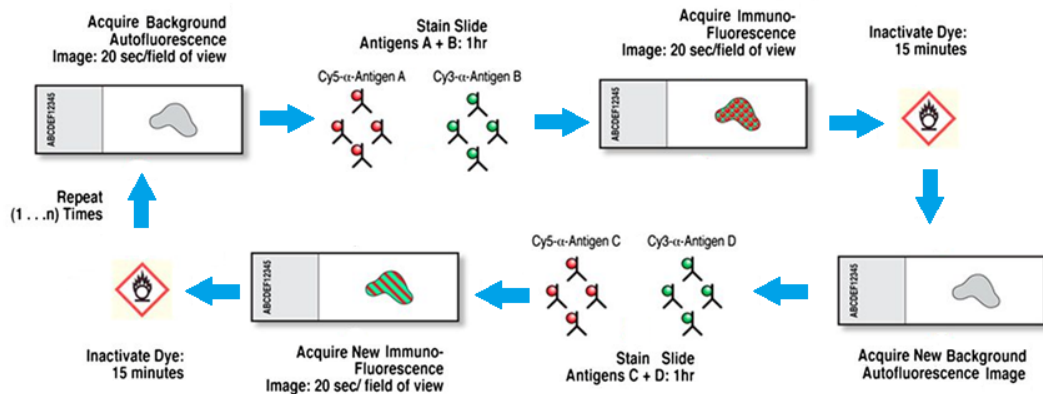 Acquire Background
Autofluorescence
Image: 20 sec/field of view
ABCDEF12345
Stain Slide
Antigens A + B: 1hr
Cy5-α-Antigen A
Cy3-α-Antigen B
Acquire Immuno-
Fluorescence
Image: 20 sec/field of view
ABCDEF12345
Inactivate Dye:
15 minutes
Repeat
(1 . . .n) Times
Inactivate Dye:
15 minutes
ABCDEF12345
Acquire New Immuno-
Fluorescence
Image: 20 sec/ field of view
Cy5-α-Antigen C
Cy3-α-Antigen D
Stain Slide
Antigens C + D: 1hr
ABCDEF12345
Acquire New Background
Autofluorescence Image